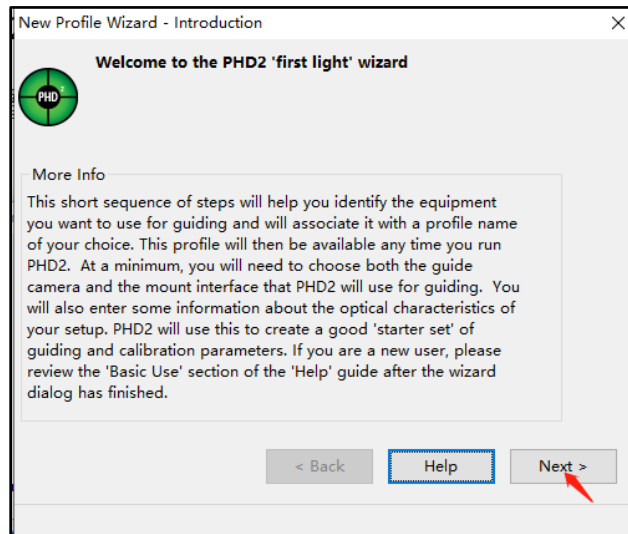 New Profile Wizard - Introduction
Welcome to the PHD2 'first light' wizard
PHD2
More Info
This short sequence of steps will help you identify the equipment
you want to use for guiding and will associate it with a profile name
of your choice. This profile will then be available any time you run
PHD2.  At a minimum, you will need to choose both the guide
camera and the mount interface that PHD2 will use for guiding.  You
will also enter some information about the optical characteristics of
your setup. PHD2 will use this to create a good 'starter set' of
guiding and calibration parameters. If you are a new user, please
review the 'Basic Use' section of the 'Help' guide after the wizard
dialog has finished.
< Back
Help
Next >